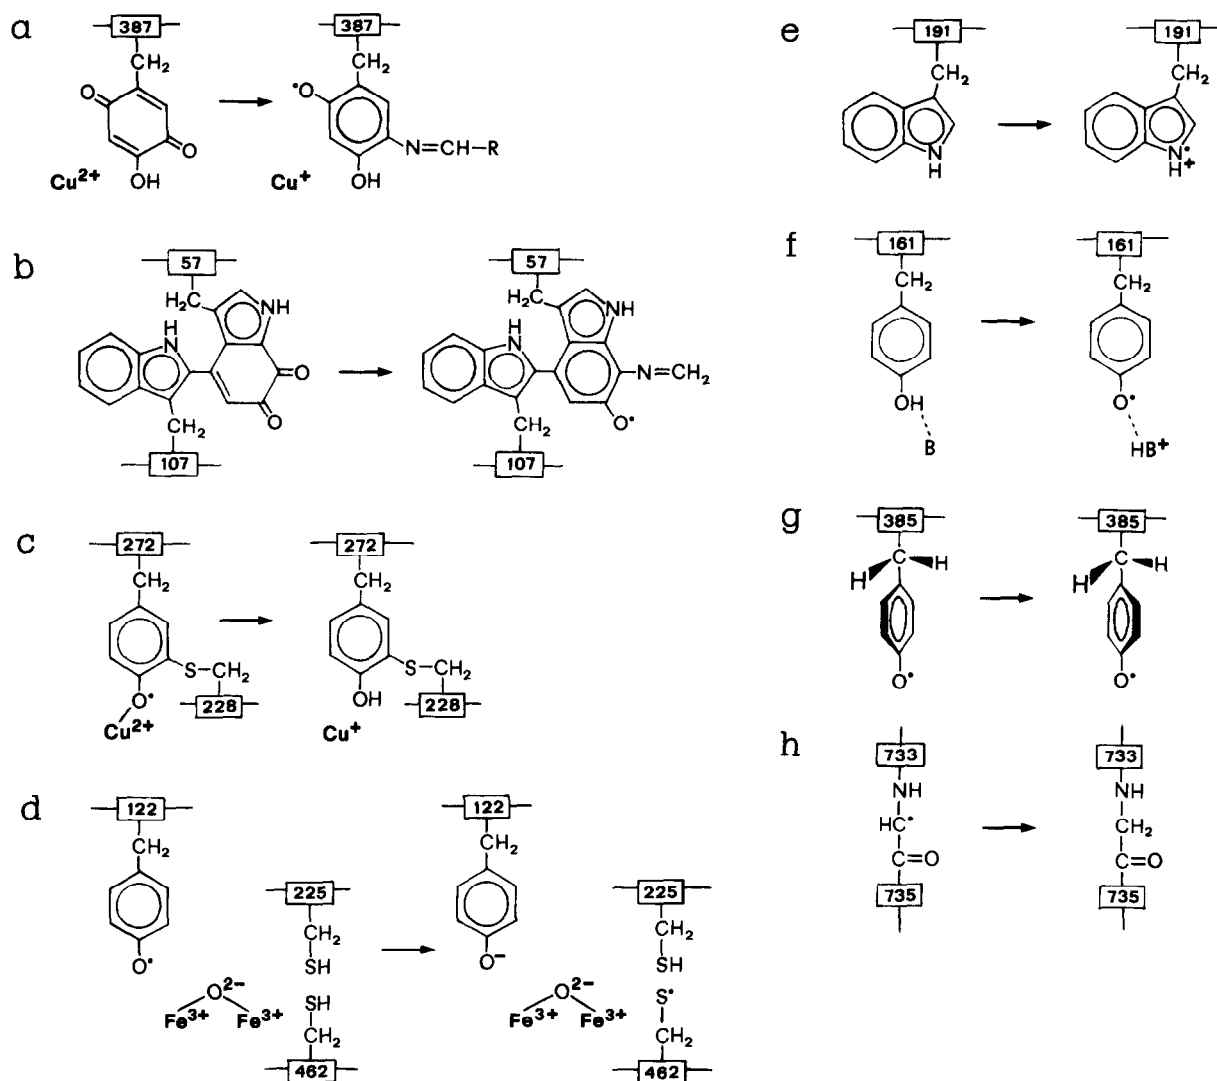 a
387
CH2
O
O
OH
Cu2+
387
CH2
•O
N=CH–R
OH
Cu+
b
57
H2C
NH
H
N
O
O
CH2
107
57
H2C
NH
H
N
N=CH2
O•
CH2
107
c
272
CH2
S–CH2
O•
228
Cu2+
272
CH2
S–CH2
OH
228
Cu+
d
122
CH2
O•
225
CH2
SH
O2−
Fe3+ Fe3+
SH
CH2
462
122
CH2
O−
225
CH2
SH
O2−
Fe3+ Fe3+
S•
CH2
462
e
191
CH2
N
H
191
CH2
N•
H+
f
161
CH2
OH
B
161
CH2
O•
HB+
g
385
C
H
H
O•
385
C
H
H
O•
h
733
NH
HC•
C=O
735
733
NH
CH2
C=O
735